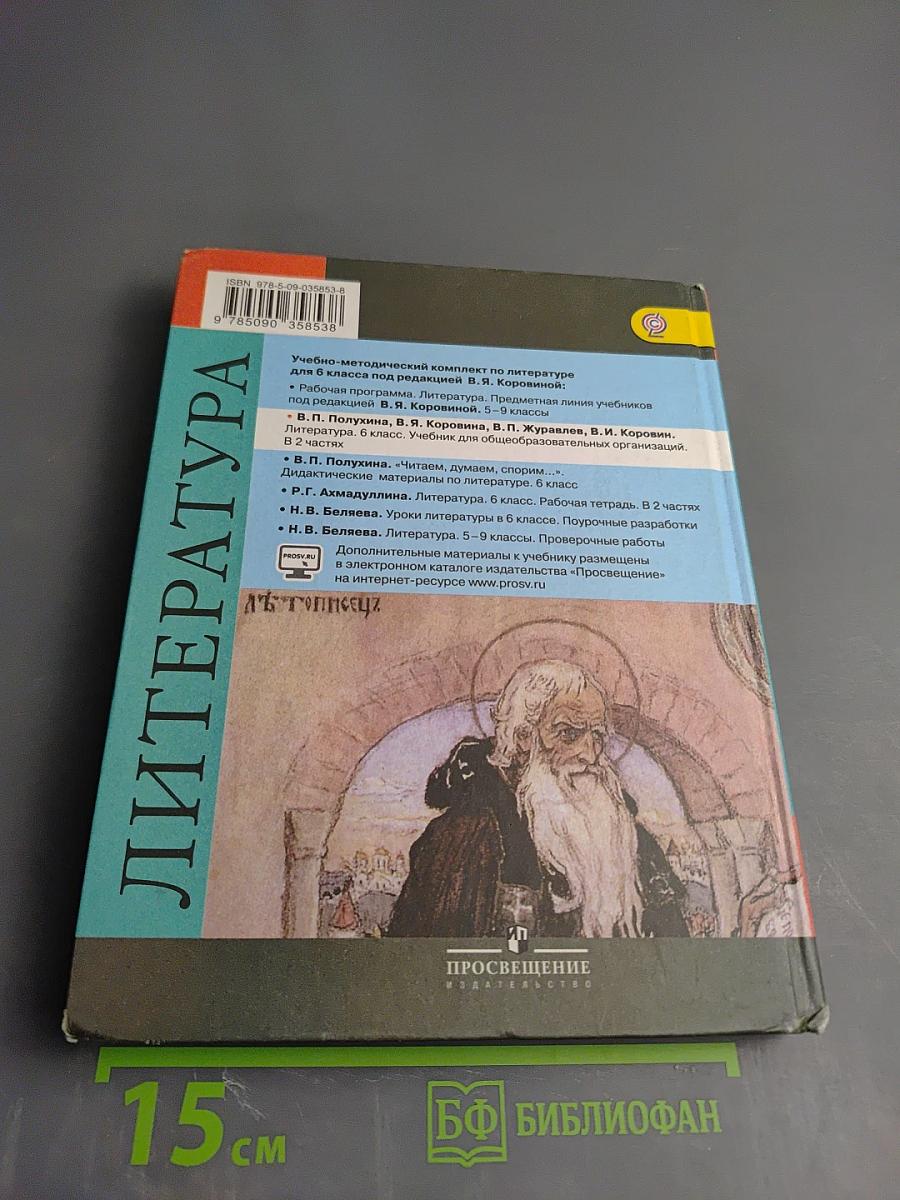 ISBN 978-5-09-035853-8
9 785090 358538
ЛИТЕРАТУРА
Учебно-методический комплект по литературе
для 6 класса под редакцией В.Я. Коровиной:
• Рабочая программа. Литература. Предметная линия учебников
под редакцией В.Я. Коровиной. 5–9 классы
• В.П. Полухина, В.Я. Коровина, В.П. Журавлев, В.И. Коровин.
Литература. 6 класс. Учебник для общеобразовательных организаций.
В 2 частях
• В.П. Полухина. «Читаем, думаем, спорим...».
Дидактические материалы по литературе. 6 класс
• Р.Г. Ахмадуллина. Литература. 6 класс. Рабочая тетрадь. В 2 частях
• Н.В. Беляева. Уроки литературы в 6 классе. Поурочные разработки
• Н.В. Беляева. Литература. 5–9 классы. Проверочные работы
PROSV.RU
Дополнительные материалы к учебнику размещены
в электронном каталоге издательства «Просвещение»
на интернет-ресурсе www.prosv.ru
ЛѢТОПИСЕЦЪ
ПРОСВЕЩЕНИЕ
ИЗДАТЕЛЬСТВО
15 см
БФ БИБЛИОФАН